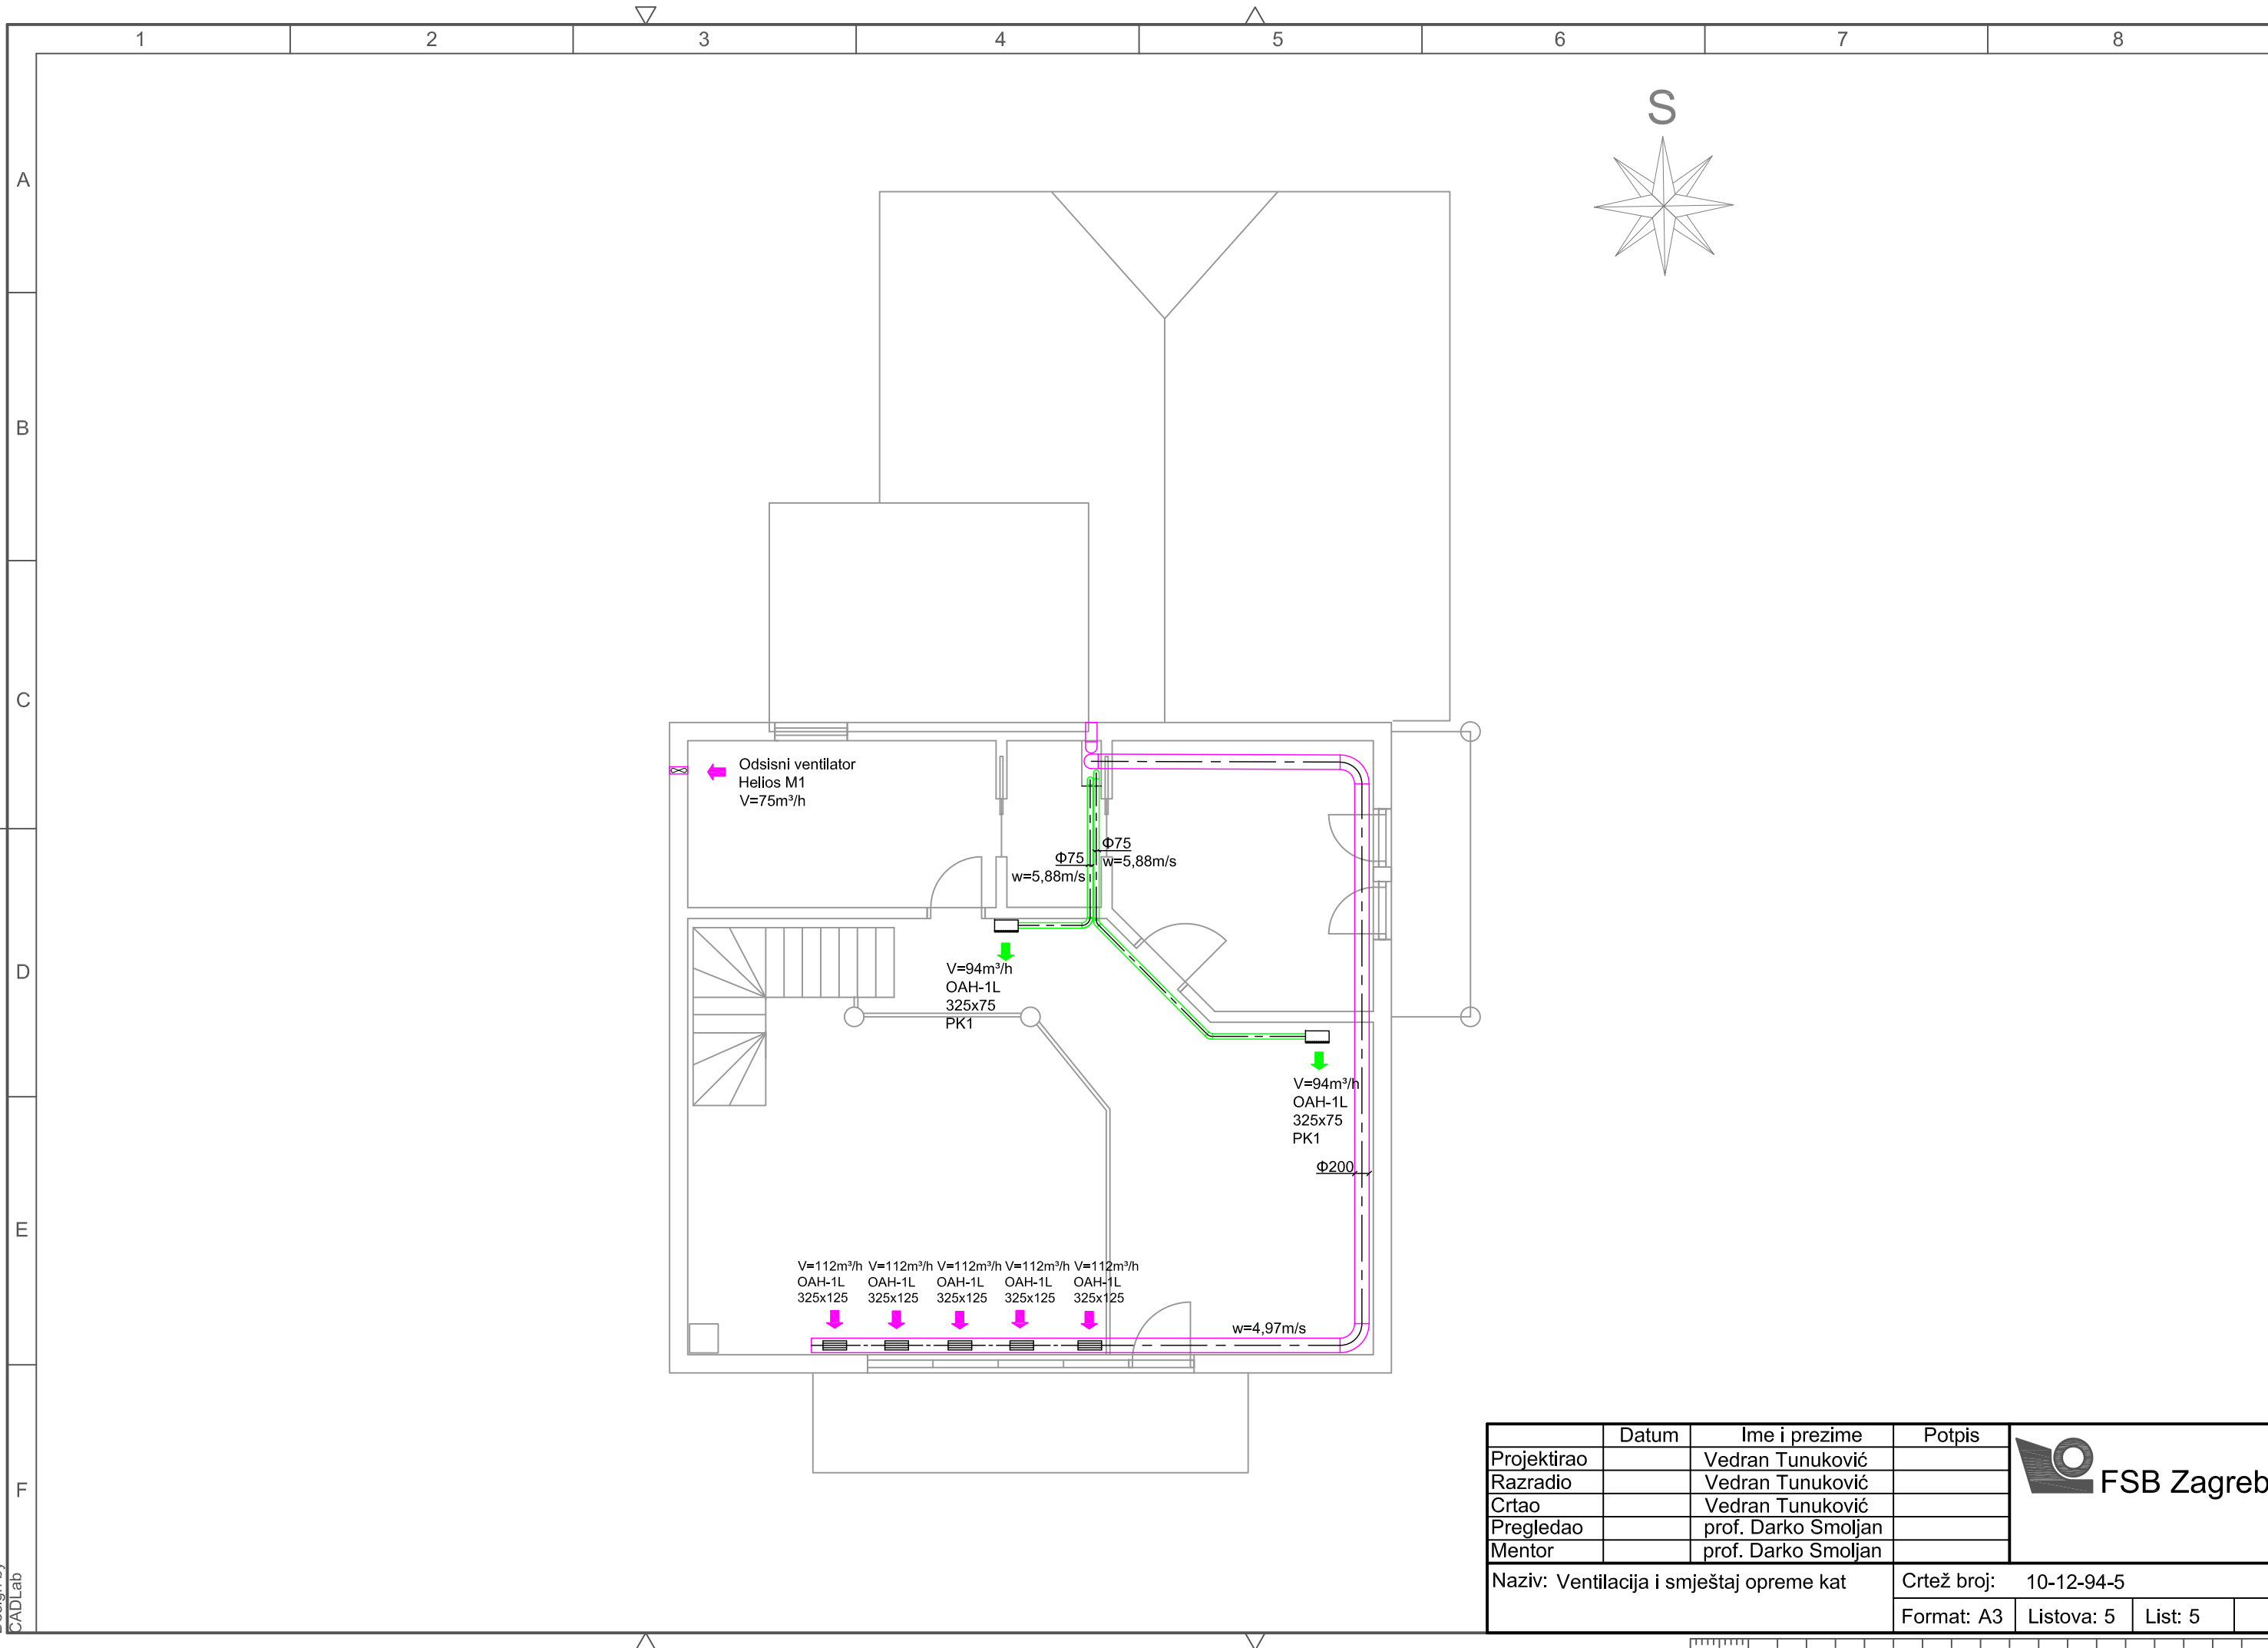 1 2 3 4 5 6 7 8
S
A
B
C
D
E
F
Odsisni ventilator
Helios M1
V=75m³/h
Φ75
w=5,88m/s
Φ75
w=5,88m/s
V=94m³/h
OAH-1L
325x75
PK1
V=94m³/h
OAH-1L
325x75
PK1
Φ200
V=112m³/h V=112m³/h V=112m³/h V=112m³/h V=112m³/h
OAH-1L OAH-1L OAH-1L OAH-1L OAH-1L
325x125 325x125 325x125 325x125 325x125
w=4,97m/s
Datum Ime i prezime Potpis
Projektirao Vedran Tunuković
Razradio Vedran Tunuković
Crtao Vedran Tunuković
Pregledao prof. Darko Smoljan
Mentor prof. Darko Smoljan
FSB Zagreb
Naziv: Ventilacija i smještaj opreme kat
Crtež broj: 10-12-94-5
Format: A3 Listova: 5 List: 5
CADLab